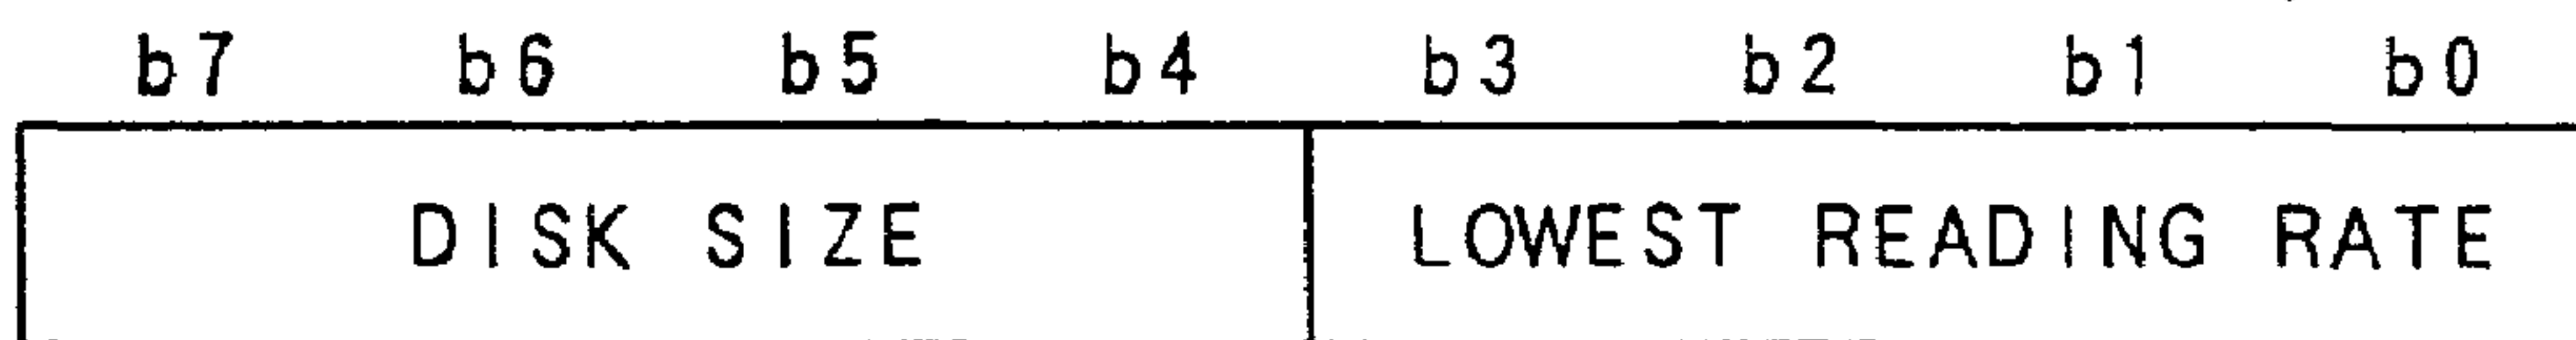 b7 b6 b5 b4 b3 b2 b1 b0
DISK SIZE LOWEST READING RATE